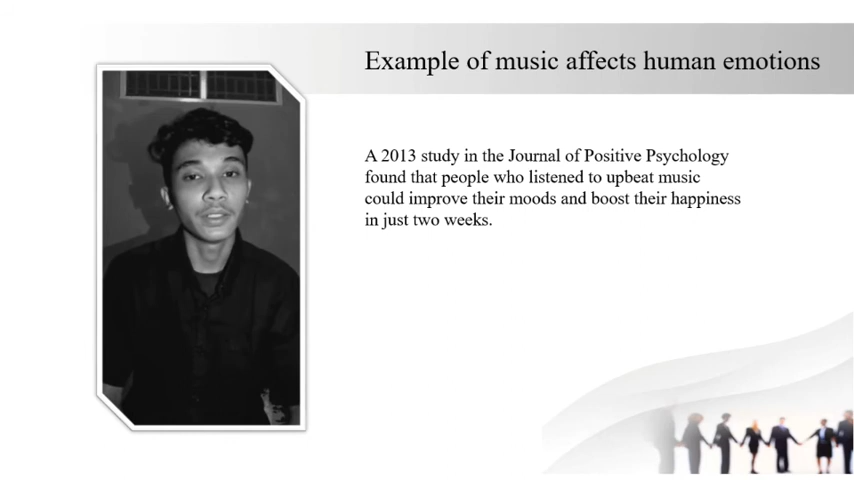 Example of music affects human emotions
A 2013 study in the Journal of Positive Psychology
found that people who listened to upbeat music
could improve their moods and boost their happiness
in just two weeks.